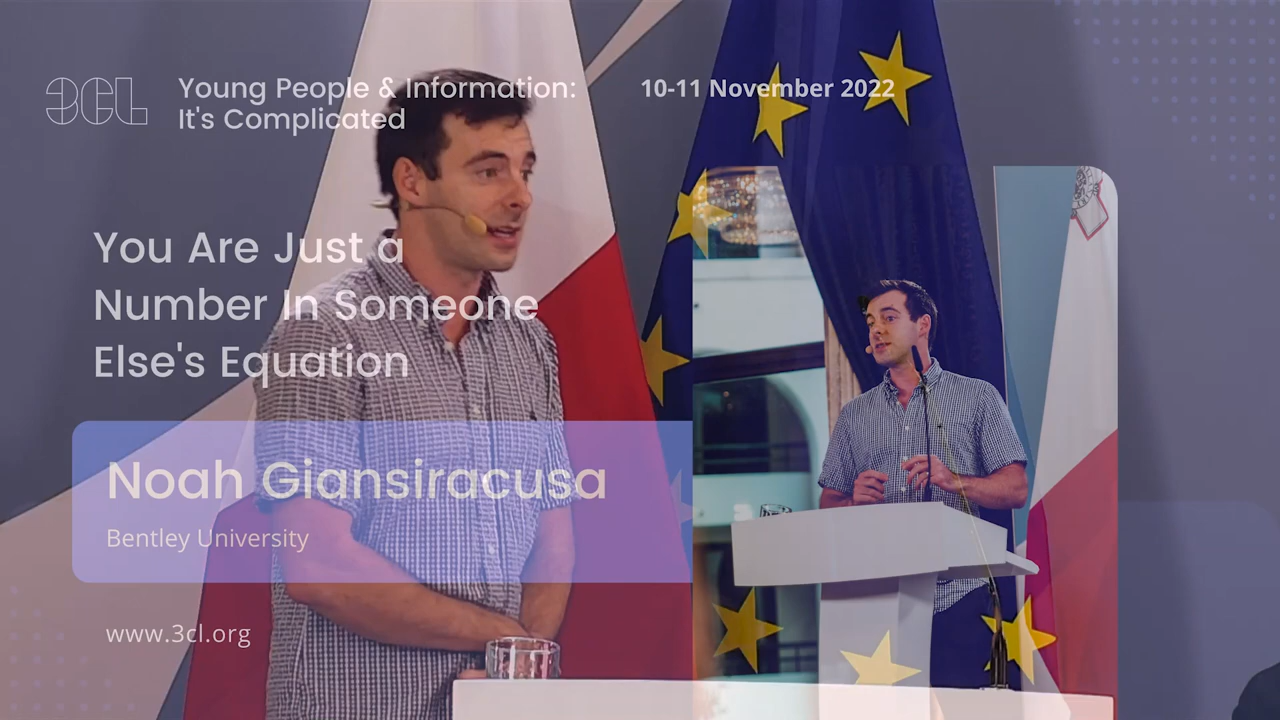 3CL
Young People & Information:
It's Complicated
10-11 November 2022
You Are Just a
Number In Someone
Else's Equation
Noah Giansiracusa
Bentley University
www.3cl.org